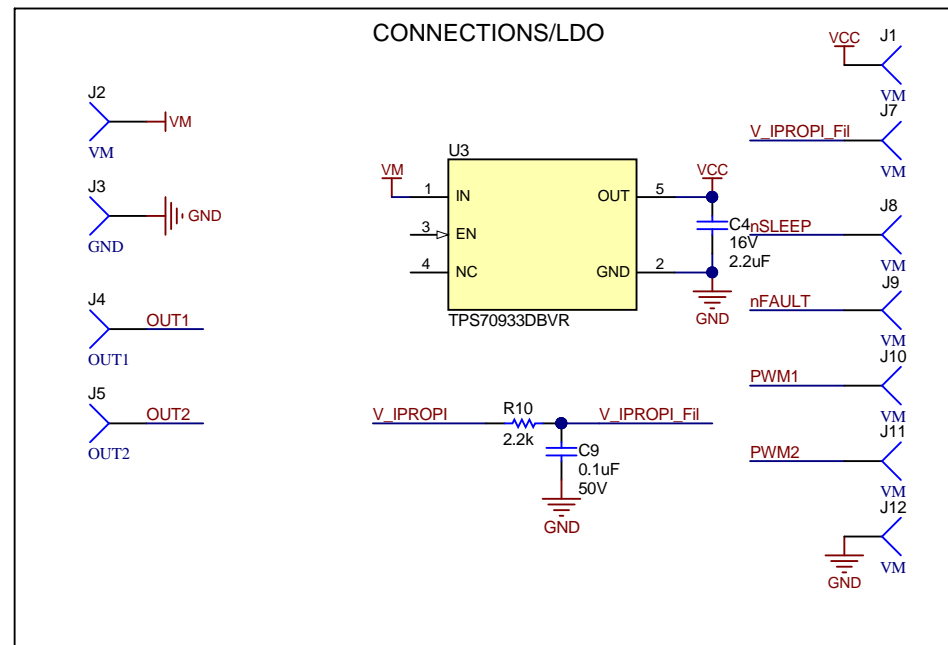 CONNECTIONS/LDO
J2
VM
VM
J3
GND
GND
J4
OUT1
OUT1
J5
OUT2
OUT2
U3
VM
1
IN
OUT
5
VCC
3
EN
4
NC
GND
2
TPS70933DBVR
C4
16V
2.2uF
GND
V_IPROPI
R10
2.2k
V_IPROPI_Fil
C9
0.1uF
50V
GND
J1
VCC
VM
J7
V_IPROPI_Fil
VM
J8
nSLEEP
VM
J9
nFAULT
VM
J10
PWM1
VM
J11
PWM2
VM
J12
GND
VM